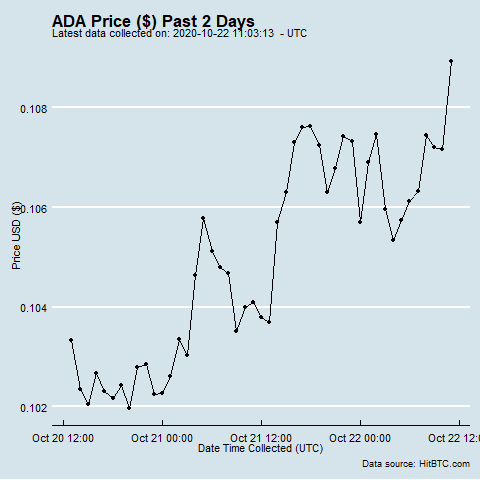 ADA Price ($) Past 2 Days
Latest data collected on: 2020-10-22 11:03:13 - UTC
0.108
0.106
0.104
0.102
Price USD ($)
Oct 20 12:00
Oct 21 00:00
Oct 21 12:00
Oct 22 00:00
Oct 22 12:0
Date Time Collected (UTC)
Data source: HitBTC.com